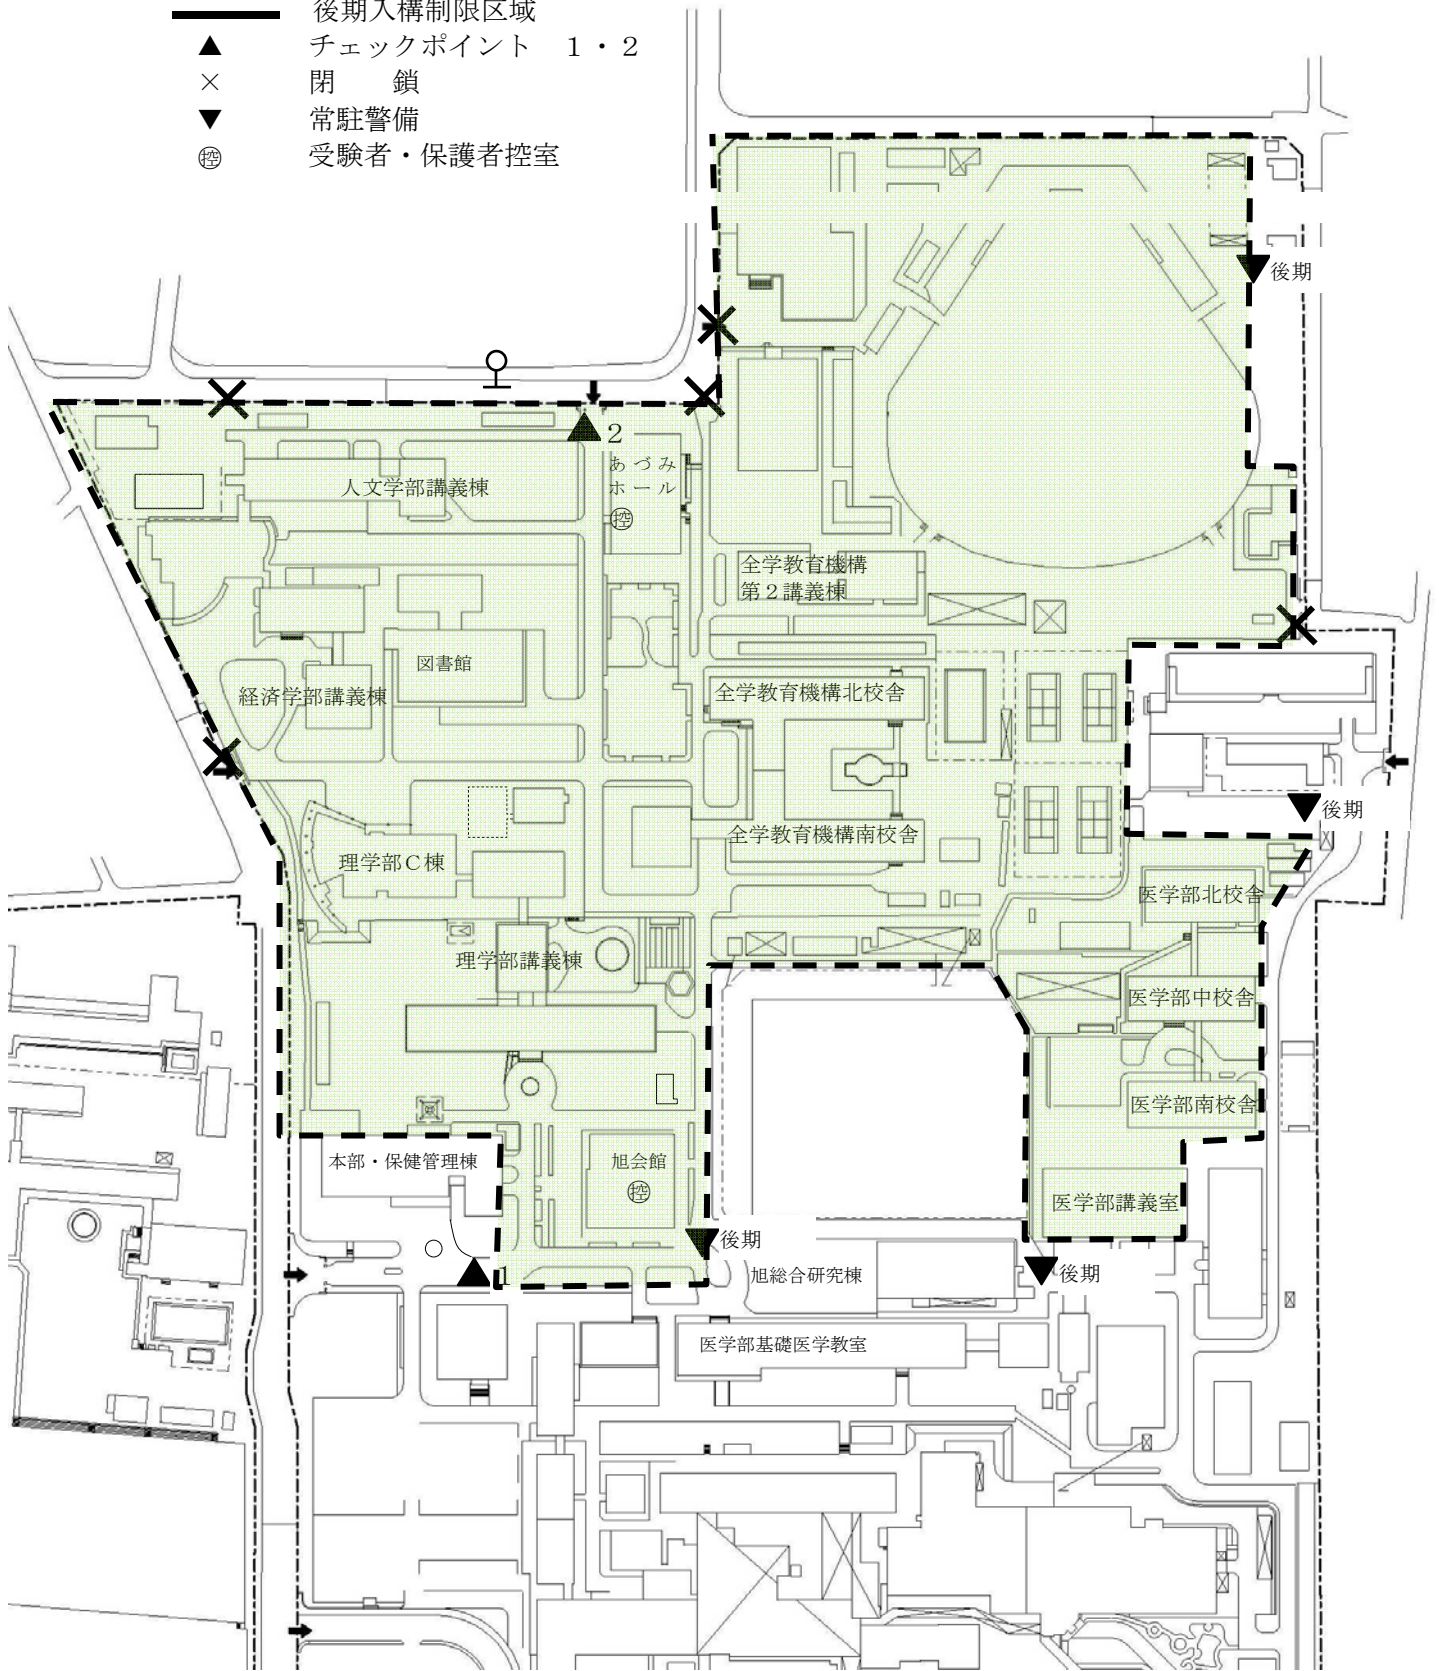 後期入構制限区域
▲ チェックポイント １・２
× 閉 鎖
▼ 常駐警備
㊢ 受験者・保護者控室
後期
2
あづみ
ホール
控
人文学部講義棟
全学教育機構
第２講義棟
図書館
経済学部講義棟
全学教育機構北校舎
後期
全学教育機構南校舎
理学部Ｃ棟
医学部北校舎
理学部講義棟
医学部中校舎
医学部南校舎
本部・保健管理棟
旭会館
控
医学部講義室
後期
1
旭総合研究棟
後期
医学部基礎医学教室